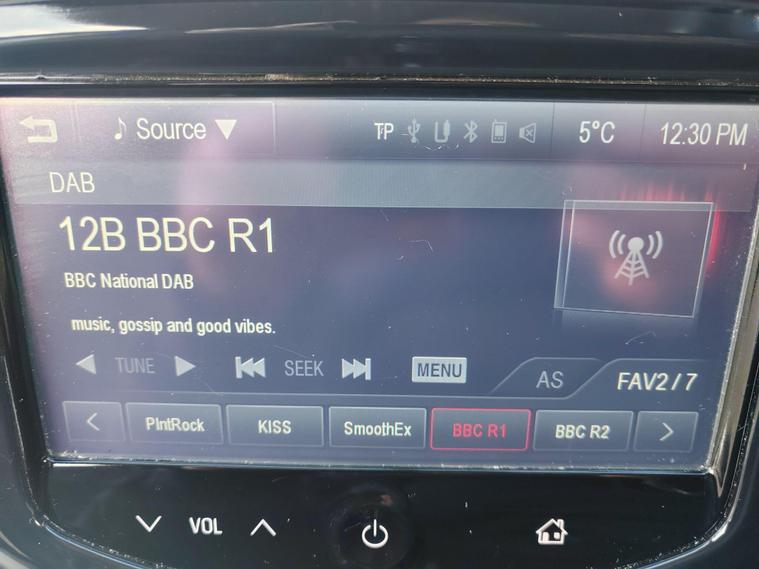 Source TP 5°C 12:30 PM
DAB
12B BBC R1
BBC National DAB
music, gossip and good vibes.
TUNE SEEK MENU AS FAV2 / 7
PlntRock KISS SmoothEx BBC R1 BBC R2
VOL